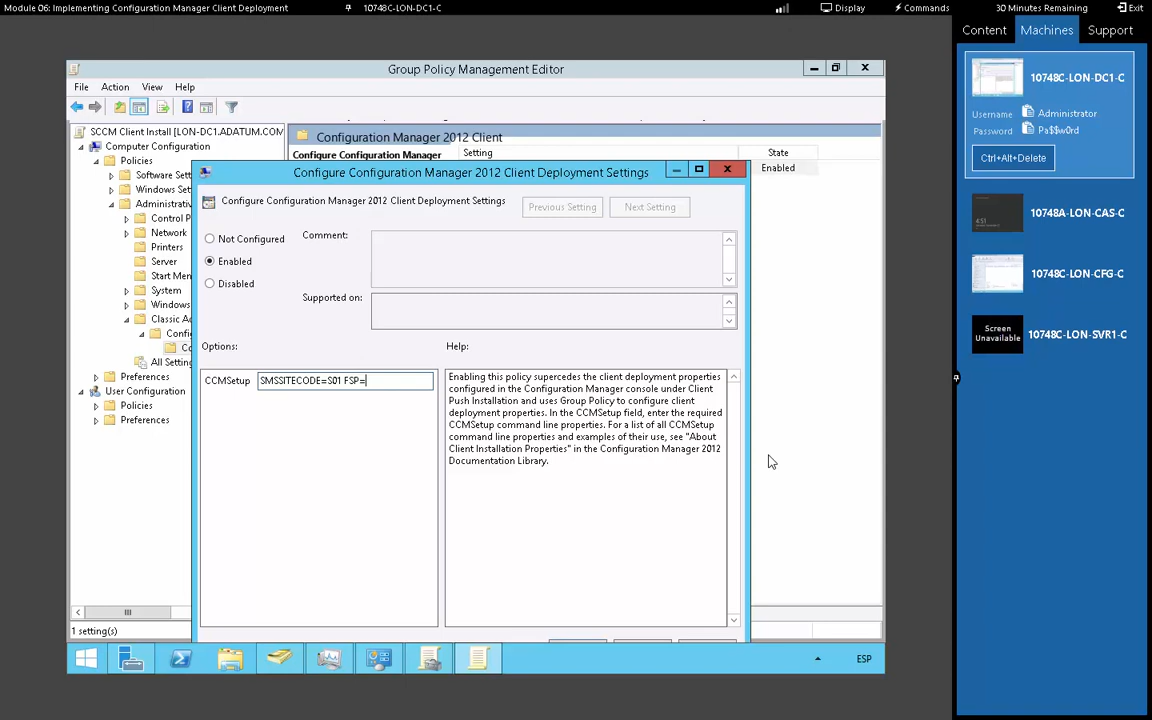 Module 06: Implementing Configuration Manager Client Deployment
10748C-LON-DC1-C
Display
Commands
30 Minutes Remaining
Exit
Content
Machines
Support
10748C-LON-DC1-C
Username
Administrator
Password
Pa$$w0rd
Ctrl+Alt+Delete
4:51
10748A-LON-CAS-C
10748C-LON-CFG-C
Screen
Unavailable
10748C-LON-SVR1-C
Group Policy Management Editor
File Action View Help
SCCM Client Install [LON-DC1.ADATUM.COM
Computer Configuration
Policies
Software Sett
Windows Set
Administrativ
Control P
Network
Printers
Server
Start Men
System
Windows
Classic Ad
Config
Co
All Setting
Preferences
User Configuration
Policies
Preferences
1 setting(s)
Configuration Manager 2012 Client
Configure Configuration Manager
Setting
State
Enabled
Configure Configuration Manager 2012 Client Deployment Settings
Configure Configuration Manager 2012 Client Deployment Settings
Previous Setting
Next Setting
Not Configured
Enabled
Disabled
Comment:
Supported on:
Options:
Help:
CCMSetup
SMSSITECODE=S01 FSP=
Enabling this policy supercedes the client deployment properties
configured in the Configuration Manager console under Client
Push Installation and uses Group Policy to configure client
deployment properties. In the CCMSetup field, enter the required
CCMSetup command line properties. For a list of all CCMSetup
command line properties and examples of their use, see "About
Client Installation Properties" in the Configuration Manager 2012
Documentation Library.
ESP